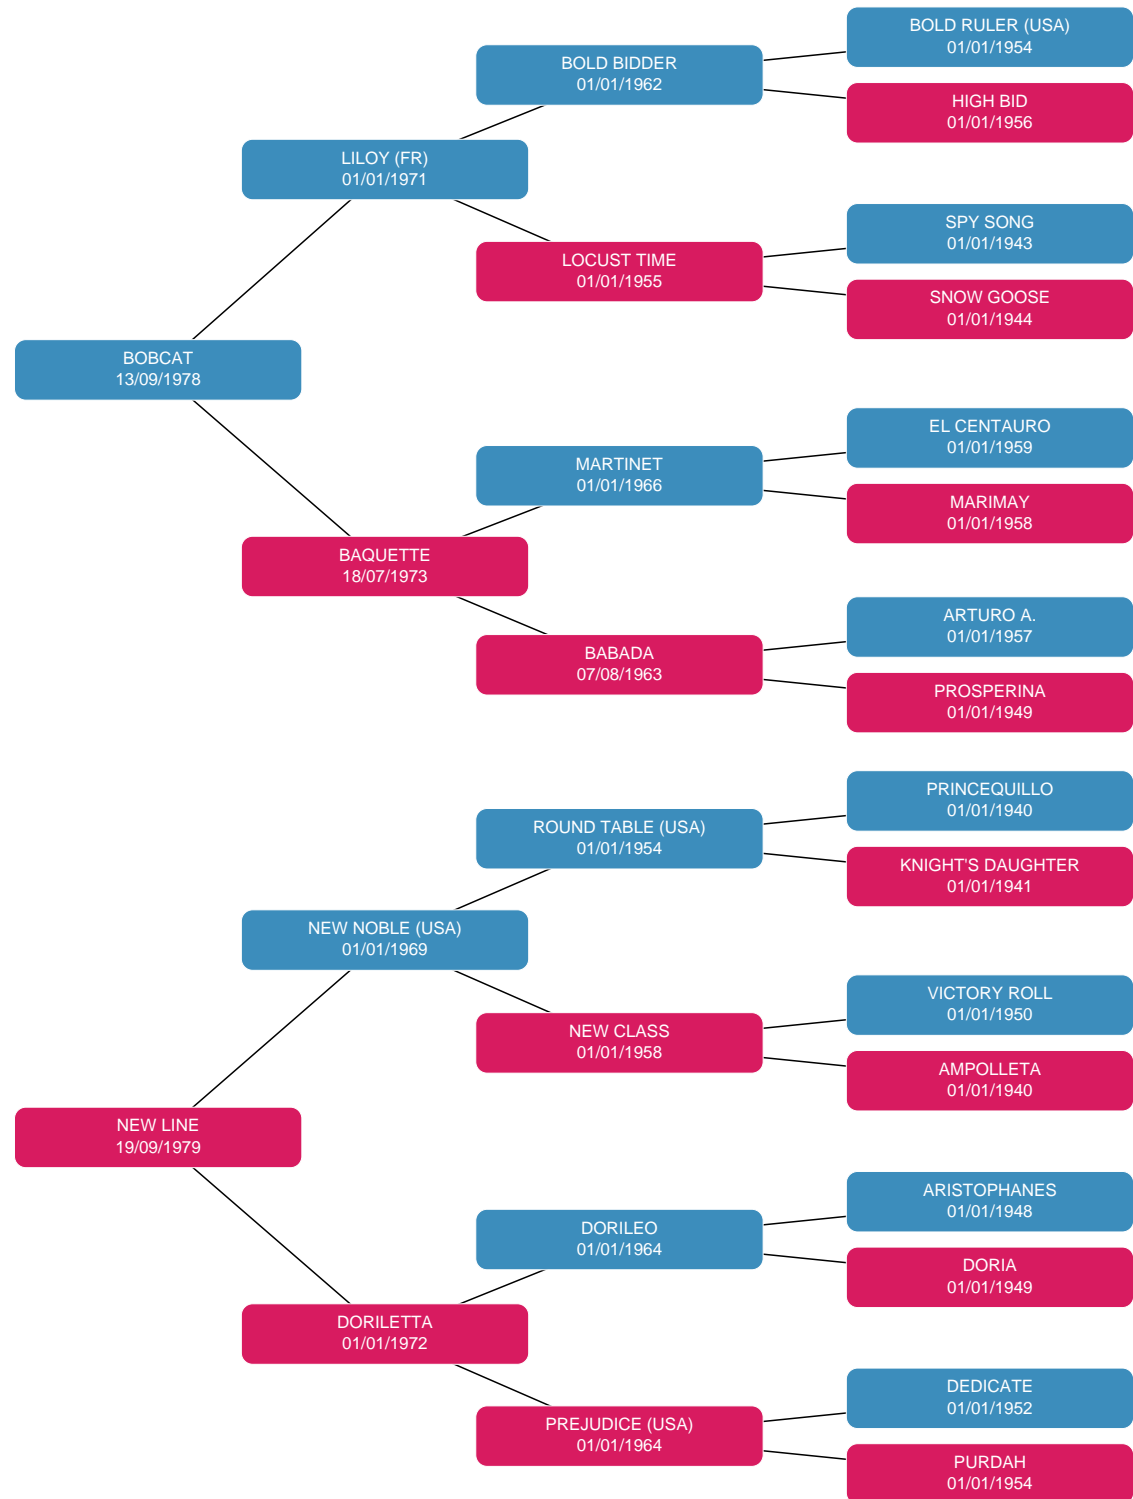 BOLD RULER (USA)
01/01/1954
BOLD BIDDER
01/01/1962
HIGH BID
01/01/1956
LILOY (FR)
01/01/1971
SPY SONG
01/01/1943
LOCUST TIME
01/01/1955
SNOW GOOSE
01/01/1944
BOBCAT
13/09/1978
EL CENTAURO
01/01/1959
MARTINET
01/01/1966
MARIMAY
01/01/1958
BAQUETTE
18/07/1973
ARTURO A.
01/01/1957
BABADA
07/08/1963
PROSPERINA
01/01/1949
PRINCEQUILLO
01/01/1940
ROUND TABLE (USA)
01/01/1954
KNIGHT'S DAUGHTER
01/01/1941
NEW NOBLE (USA)
01/01/1969
VICTORY ROLL
01/01/1950
NEW CLASS
01/01/1958
AMPOLLETA
01/01/1940
NEW LINE
19/09/1979
ARISTOPHANES
01/01/1948
DORILEO
01/01/1964
DORIA
01/01/1949
DORILETTA
01/01/1972
DEDICATE
01/01/1952
PREJUDICE (USA)
01/01/1964
PURDAH
01/01/1954